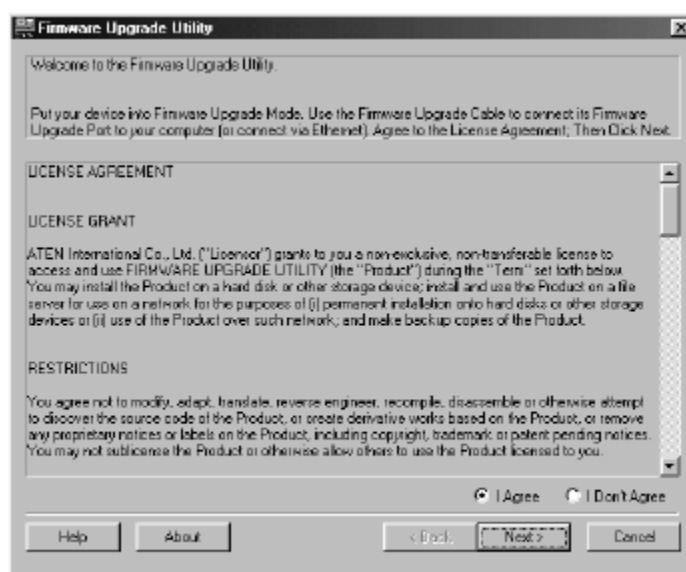 Firmware Upgrade Utility
Welcome to the Firmware Upgrade Utility.
Put your device into Firmware Upgrade Mode. Use the Firmware Upgrade Cable to connect its Firmware
Upgrade Port to your computer (or connect via Ethernet). Agree to the License Agreement; Then Click Next.
LICENSE AGREEMENT
LICENSE GRANT
ATEN International Co., Ltd. ("Licensor") grants to you a non-exclusive, non-transferable license to
access and use FIRMWARE UPGRADE UTILITY (the "Product") during the "Term" set forth below.
You may install the Product on a hard disk or other storage device; install and use the Product on a file
server for use on a network for the purposes of (i) permanent installation onto hard disks or other storage
devices or (ii) use of the Product over such network; and make backup copies of the Product.
RESTRICTIONS
You agree not to modify, adapt, translate, reverse engineer, recompile, disassemble or otherwise attempt
to discover the source code of the Product, or create derivative works based on the Product, or remove
any proprietary notices or labels on the Product, including copyright, trademark or patent pending notices.
You may not sublicense the Product or otherwise allow others to use the Product licensed to you.
I Agree I Don't Agree
Help About < Back Next > Cancel